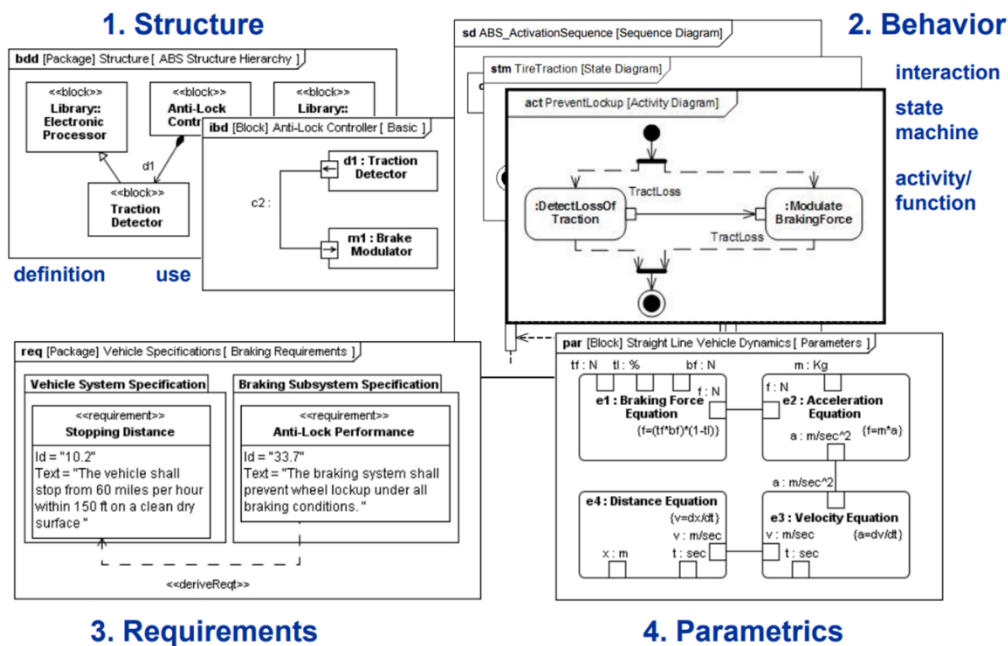 1. Structure
bdd [Package] Structure [ ABS Structure Hierarchy ]
<<block>>
Library::
Electronic
Processor
<<block>>
Anti-Lock
<<block>>
Library::
d1
<<block>>
Traction
Detector
definition
use
ibd [Block] Anti-Lock Controller [ Basic ]
d1 : Traction
Detector
c2 :
m1 : Brake
Modulator
2. Behavior
interaction
state
machine
activity/
function
sd ABS_ActivationSequence [Sequence Diagram]
stm TireTraction [State Diagram]
act PreventLockup [Activity Diagram]
TractLoss
:DetectLossOf
Traction
:Modulate
BrakingForce
TractLoss
req [Package] Vehicle Specifications [ Braking Requirements ]
Vehicle System Specification
<<requirement>>
Stopping Distance
Id = "10.2"
Text = "The vehicle shall
stop from 60 miles per hour
within 150 ft on a clean dry
surface "
Braking Subsystem Specification
<<requirement>>
Anti-Lock Performance
Id = "33.7"
Text = "The braking system shall
prevent wheel lockup under all
braking conditions. "
<<deriveReqt>>
3. Requirements
par [Block] Straight Line Vehicle Dynamics [ Parameters ]
tf : N tl : % bf : N
m : Kg
f : N
e1 : Braking Force
Equation
{f=(tf*bf)*(1-tl)}
f : N
e2 : Acceleration
Equation
{f=m*a}
a : m/sec^2
a : m/sec^2
e4 : Distance Equation
{v=dx/dt}
v : m/sec
x : m
t : sec
e3 : Velocity Equation
v : m/sec
{a=dv/dt}
t : sec
4. Parametrics